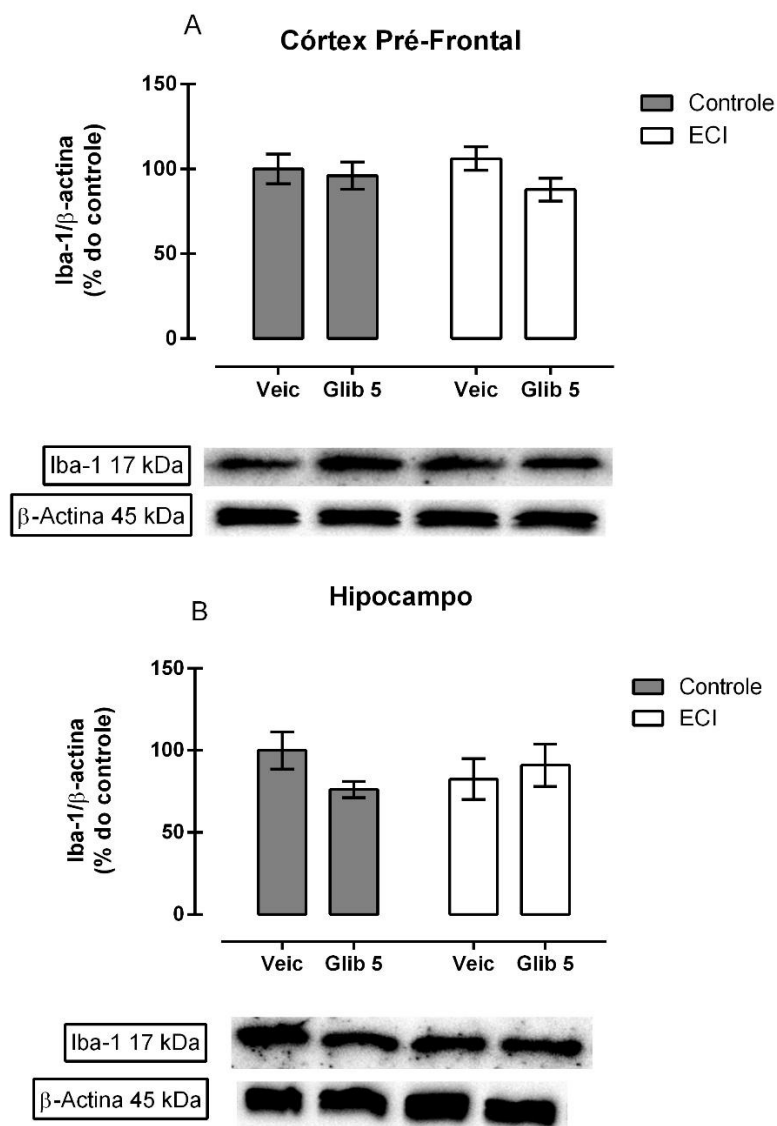 A
Córtex Pré-Frontal
Iba-1/β-actina
(% do controle)
150
100
50
0
Controle
ECI
Veic Glib 5 Veic Glib 5
Iba-1 17 kDa
β-Actina 45 kDa
B
Hipocampo
Iba-1/β-actina
(% do controle)
150
100
50
0
Controle
ECI
Veic Glib 5 Veic Glib 5
Iba-1 17 kDa
β-Actina 45 kDa